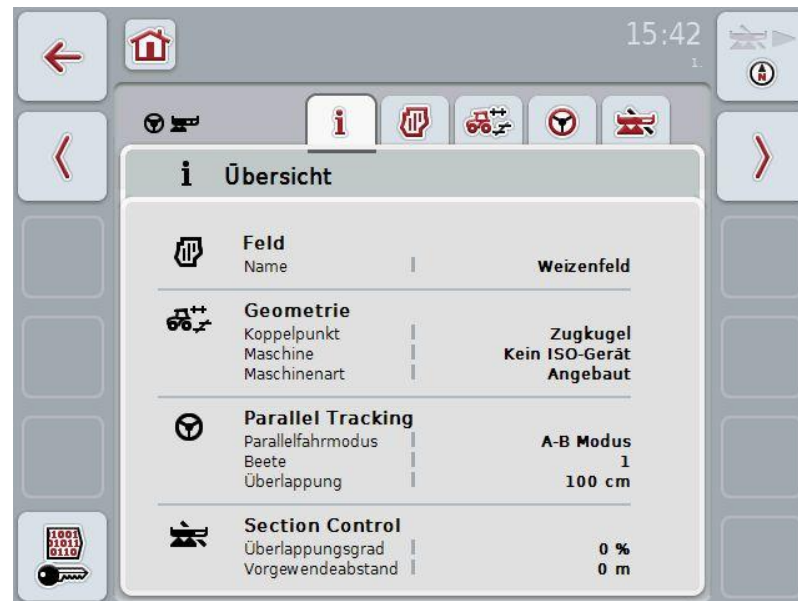 15:42
1.
N
i
i Übersicht
Feld
Name Weizenfeld
Geometrie
Koppelpunkt Zugkugel
Maschine Kein ISO-Gerät
Maschinenart Angebaut
Parallel Tracking
Parallelfahrmodus A-B Modus
Beete 1
Überlappung 100 cm
Section Control
Überlappungsgrad 0 %
Vorgewendeabstand 0 m
1001
01011
0110